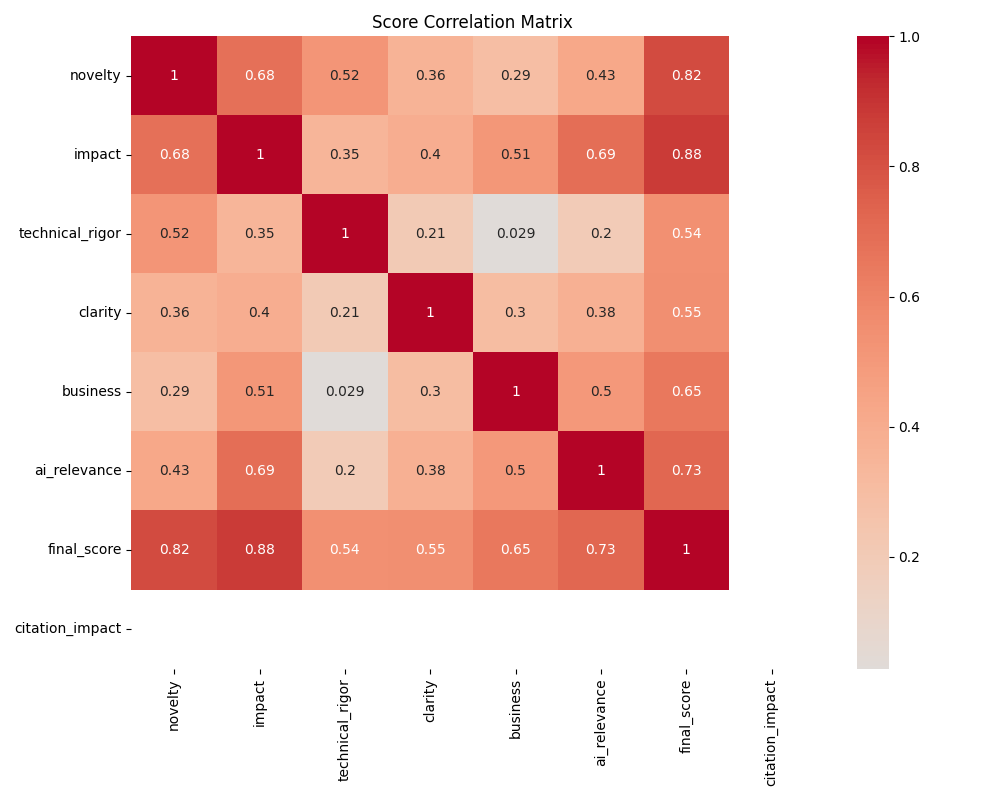 Score Correlation Matrix
novelty 1 0.68 0.52 0.36 0.29 0.43 0.82
impact 0.68 1 0.35 0.4 0.51 0.69 0.88
technical_rigor 0.52 0.35 1 0.21 0.029 0.2 0.54
clarity 0.36 0.4 0.21 1 0.3 0.38 0.55
business 0.29 0.51 0.029 0.3 1 0.5 0.65
ai_relevance 0.43 0.69 0.2 0.38 0.5 1 0.73
final_score 0.82 0.88 0.54 0.55 0.65 0.73 1
citation_impact
novelty impact technical_rigor clarity business ai_relevance final_score citation_impact
1.0
0.8
0.6
0.4
0.2